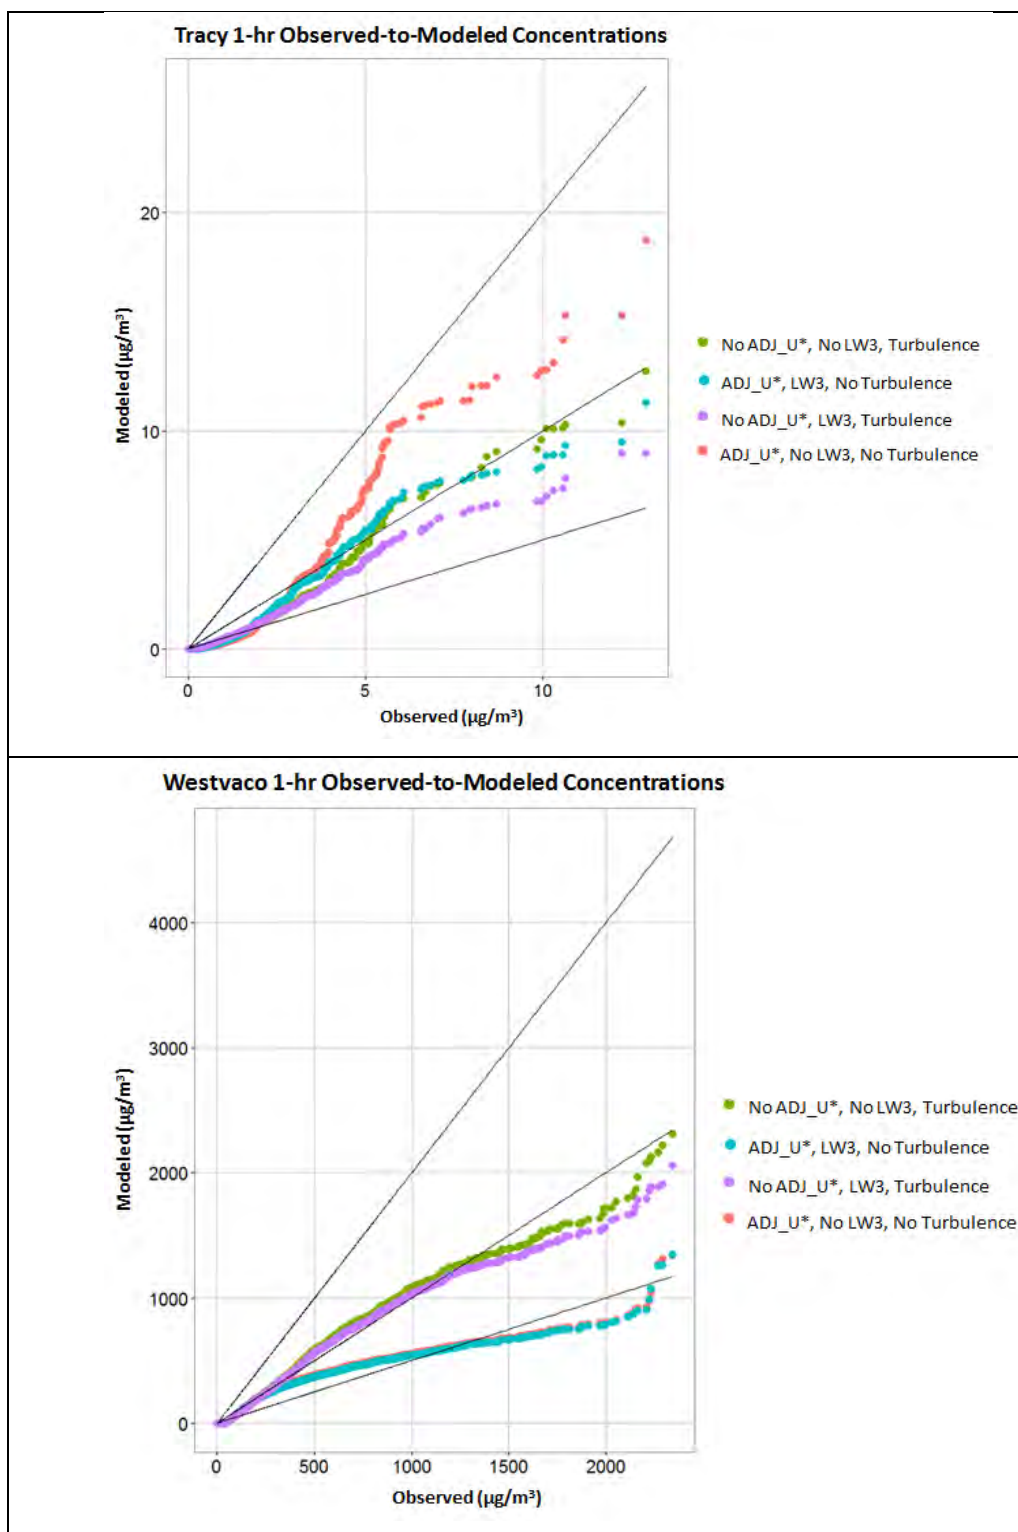 Tracy 1-hr Observed-to-Modeled Concentrations
20
10
0
Modeled (µg/m³)
0 5 10
Observed (µg/m³)
No ADJ_U*, No LW3, Turbulence
ADJ_U*, LW3, No Turbulence
No ADJ_U*, LW3, Turbulence
ADJ_U*, No LW3, No Turbulence
Westvaco 1-hr Observed-to-Modeled Concentrations
4000
3000
2000
1000
0
Modeled (µg/m³)
0 500 1000 1500 2000
Observed (µg/m³)
No ADJ_U*, No LW3, Turbulence
ADJ_U*, LW3, No Turbulence
No ADJ_U*, LW3, Turbulence
ADJ_U*, No LW3, No Turbulence